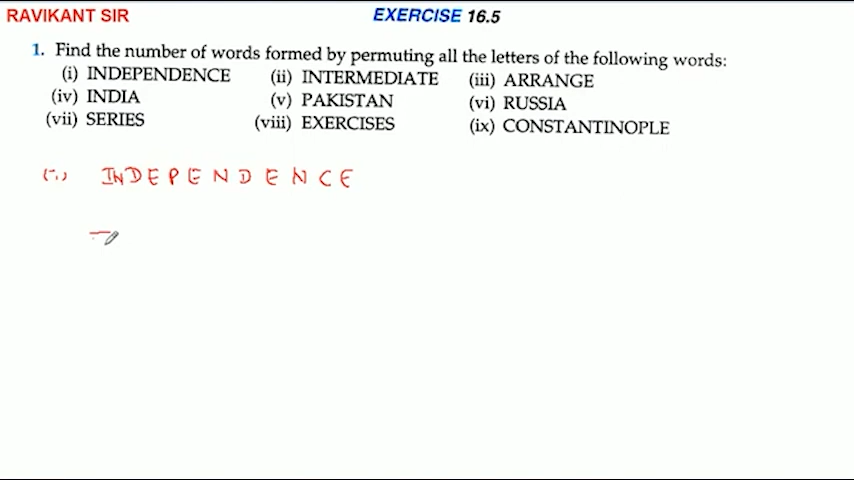 RAVIKANT SIR EXERCISE 16.5
1. Find the number of words formed by permuting all the letters of the following words:
(i) INDEPENDENCE (ii) INTERMEDIATE (iii) ARRANGE
(iv) INDIA (v) PAKISTAN (vi) RUSSIA
(vii) SERIES (viii) EXERCISES (ix) CONSTANTINOPLE
(i) INDEPENDENCE